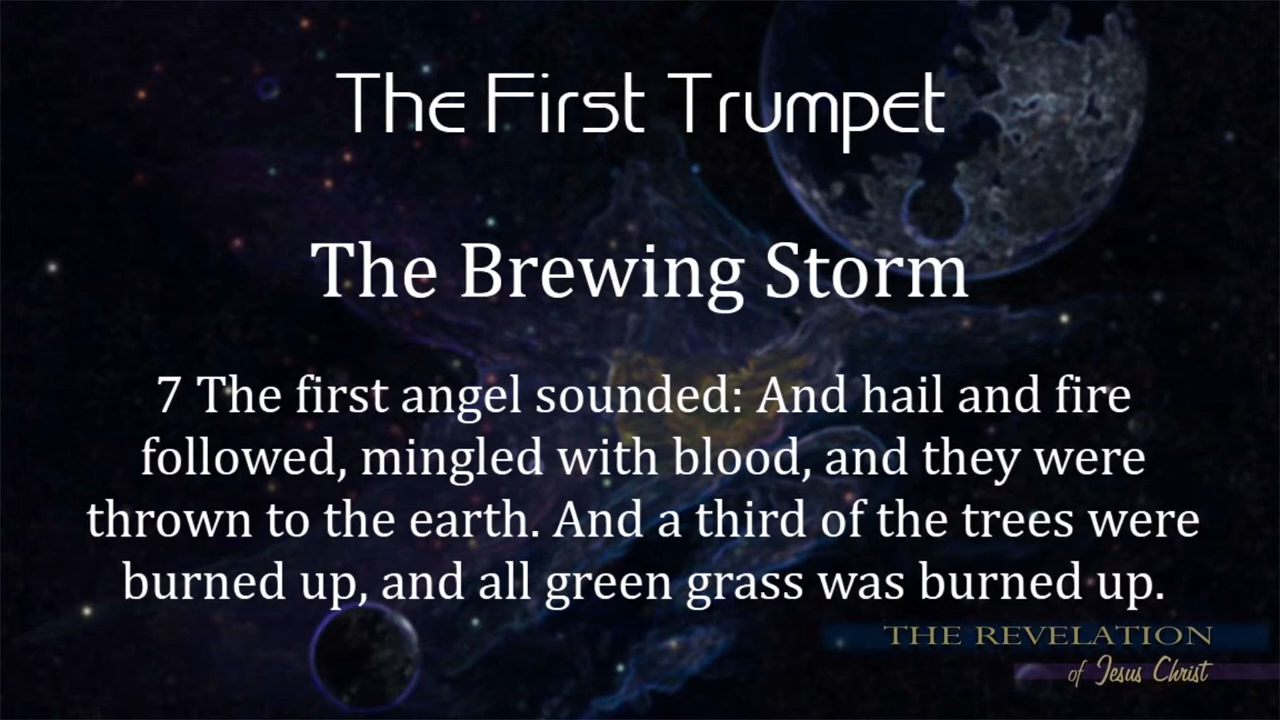 The First Trumpet
The Brewing Storm
7 The first angel sounded: And hail and fire
followed, mingled with blood, and they were
thrown to the earth. And a third of the trees were
burned up, and all green grass was burned up.
THE REVELATION
of Jesus Christ